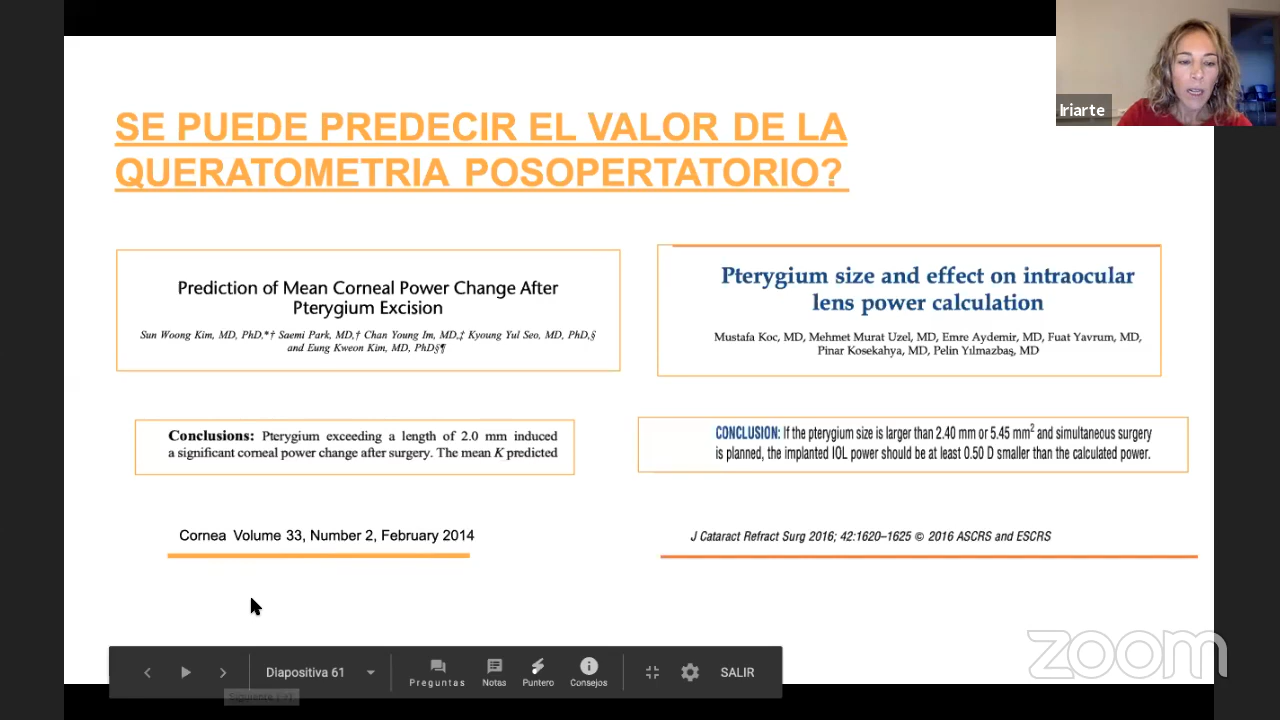 Iriarte
SE PUEDE PREDECIR EL VALOR DE LA
QUERATOMETRIA POSOPERTATORIO?
Prediction of Mean Corneal Power Change After
Pterygium Excision
Sun Woong Kim, MD, PhD,*† Saemi Park, MD,† Chan Young Im, MD,‡ Kyoung Yul Seo, MD, PhD,§
and Eung Kweon Kim, MD, PhD§¶
Pterygium size and effect on intraocular
lens power calculation
Mustafa Koc, MD, Mehmet Murat Uzel, MD, Emre Aydemir, MD, Fuat Yavrum, MD,
Pinar Kosekahya, MD, Pelin Yılmazbaş, MD
Conclusions: Pterygium exceeding a length of 2.0 mm induced
a significant corneal power change after surgery. The mean K predicted
CONCLUSION: If the pterygium size is larger than 2.40 mm or 5.45 mm² and simultaneous surgery
is planned, the implanted IOL power should be at least 0.50 D smaller than the calculated power.
Cornea Volume 33, Number 2, February 2014
J Cataract Refract Surg 2016; 42:1620–1625 © 2016 ASCRS and ESCRS
zoom
Diapositiva 61
Preguntas
Notas
Puntero
Consejos
SALIR